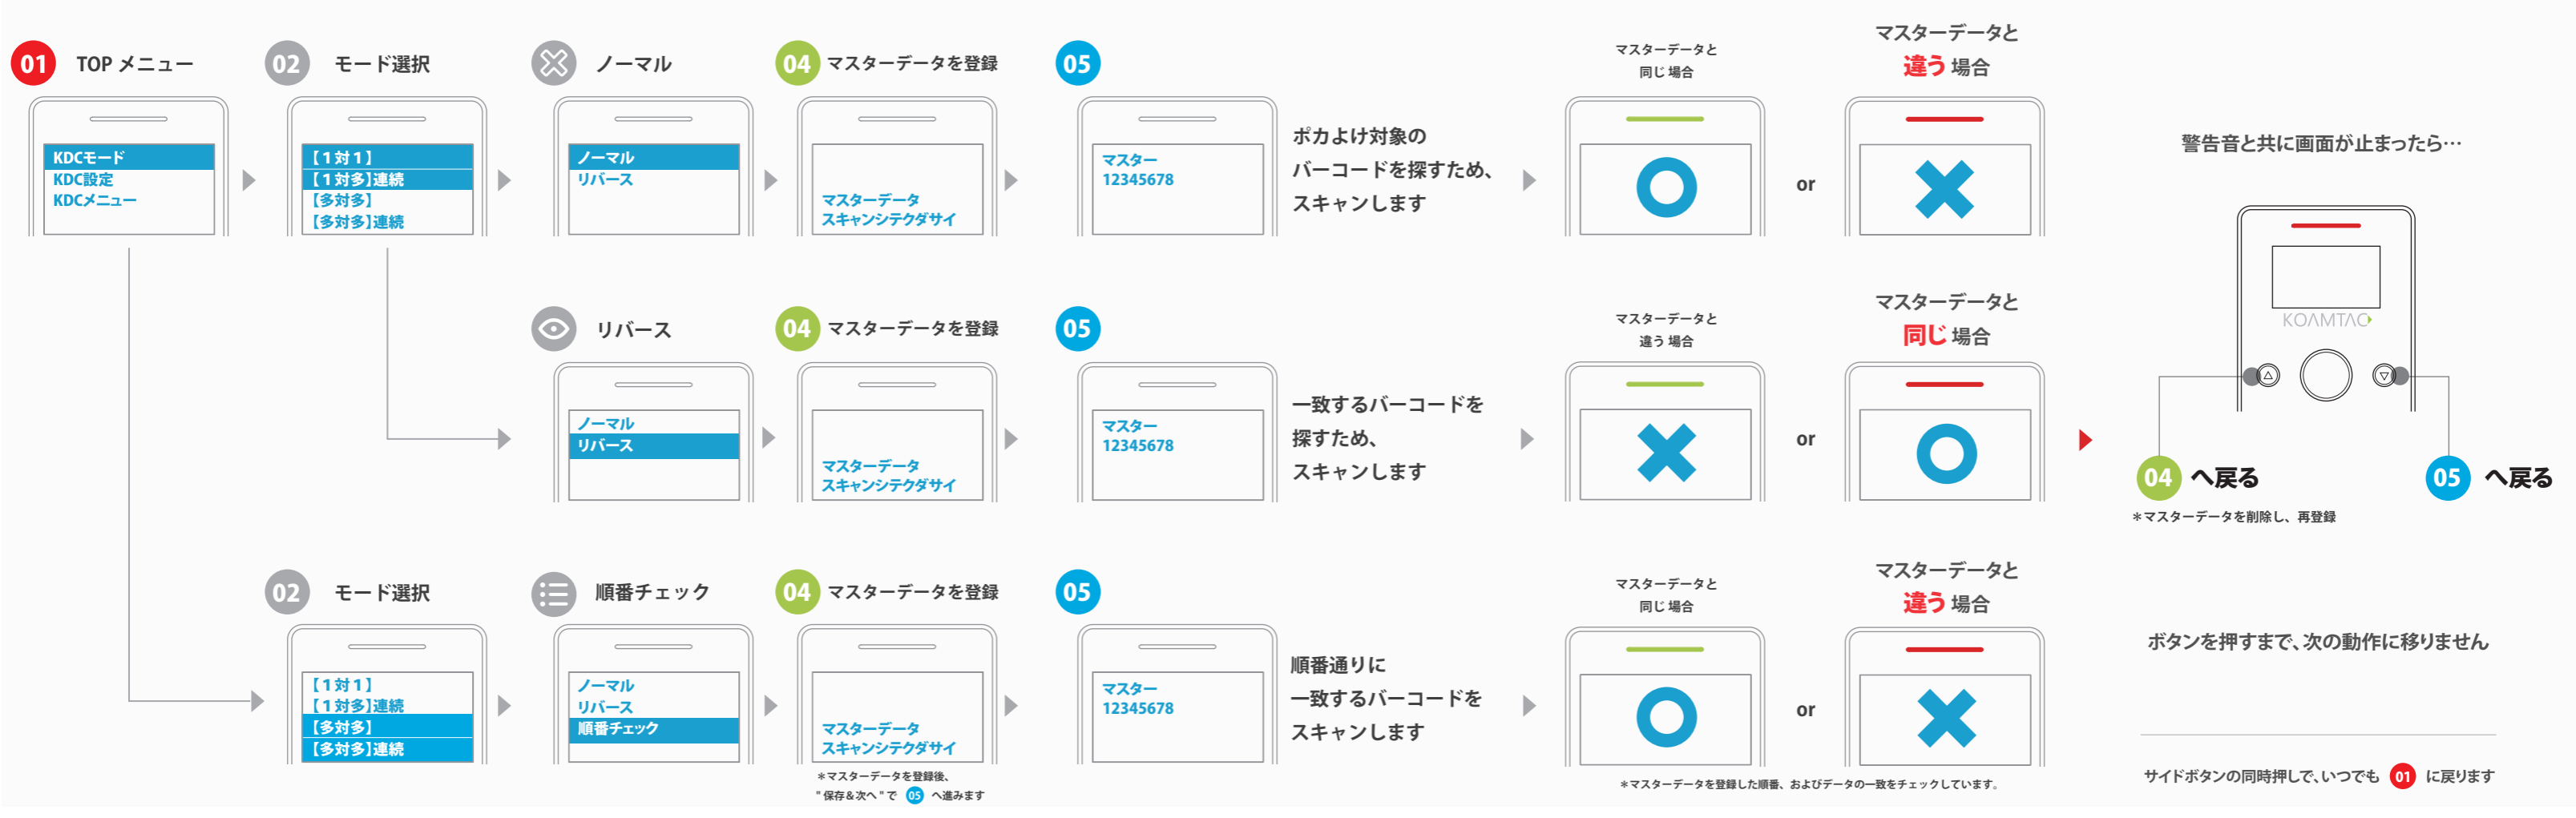 01 TOP メニュー
KDCモード
KDC設定
KDCメニュー
02 モード選択
【1対1】
【1対多】連続
【多対多】
【多対多】連続
ノーマル
ノーマル
リバース
04 マスターデータを登録
マスターデータ
スキャンシテクダサイ
05
マスター
12345678
ポカよけ対象の
バーコードを探すため、
スキャンします
マスターデータと
同じ 場合
or
マスターデータと
違う 場合
リバース
ノーマル
リバース
04 マスターデータを登録
マスターデータ
スキャンシテクダサイ
05
マスター
12345678
一致するバーコードを
探すため、
スキャンします
マスターデータと
違う 場合
or
マスターデータと
同じ 場合
02 モード選択
【1対1】
【1対多】連続
【多対多】
【多対多】連続
順番チェック
ノーマル
リバース
順番チェック
04 マスターデータを登録
マスターデータ
スキャンシテクダサイ
＊マスターデータを登録後、
" 保存＆次へ " で 05 へ進みます
05
マスター
12345678
順番通りに
一致するバーコードを
スキャンします
マスターデータと
同じ 場合
or
マスターデータと
違う 場合
＊マスターデータを登録した順番、およびデータの一致をチェックしています。
警告音と共に画面が止まったら…
KOAMTAC
04 へ戻る
＊マスターデータを削除し、再登録
05 へ戻る
ボタンを押すまで、次の動作に移りません
サイドボタンの同時押しで、いつでも 01 に戻ります